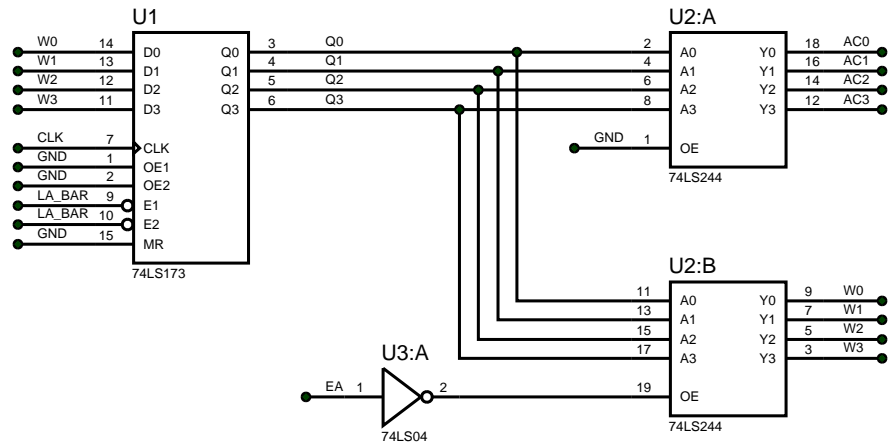 U1
W0 14 D0 Q0 3 Q0
W1 13 D1 Q1 4 Q1
W2 12 D2 Q2 5 Q2
W3 11 D3 Q3 6 Q3
CLK 7 CLK
GND 1 OE1
GND 2 OE2
LA_BAR 9 E1
LA_BAR 10 E2
GND 15 MR
74LS173
U2:A
2 A0 Y0 18 AC0
4 A1 Y1 16 AC1
6 A2 Y2 14 AC2
8 A3 Y3 12 AC3
GND 1 OE
74LS244
U2:B
11 A0 Y0 9 W0
13 A1 Y1 7 W1
15 A2 Y2 5 W2
17 A3 Y3 3 W3
19 OE
74LS244
U3:A
EA 1 2
74LS04